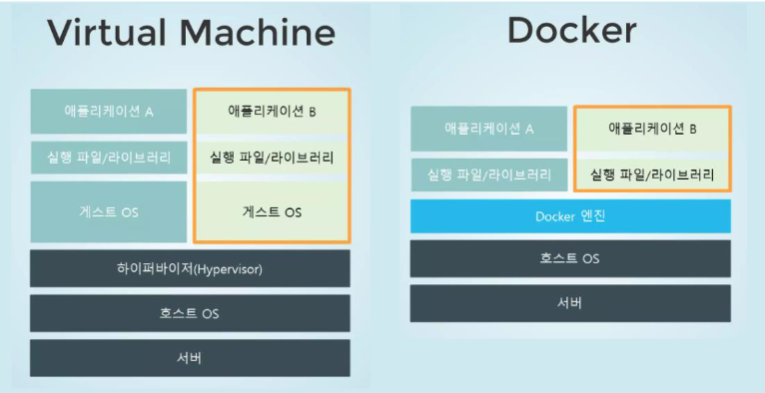 Virtual Machine
애플리케이션 A
애플리케이션 B
실행 파일/라이브러리
실행 파일/라이브러리
게스트 OS
게스트 OS
하이퍼바이저(Hypervisor)
호스트 OS
서버
Docker
애플리케이션 A
애플리케이션 B
실행 파일/라이브러리
실행 파일/라이브러리
Docker 엔진
호스트 OS
서버